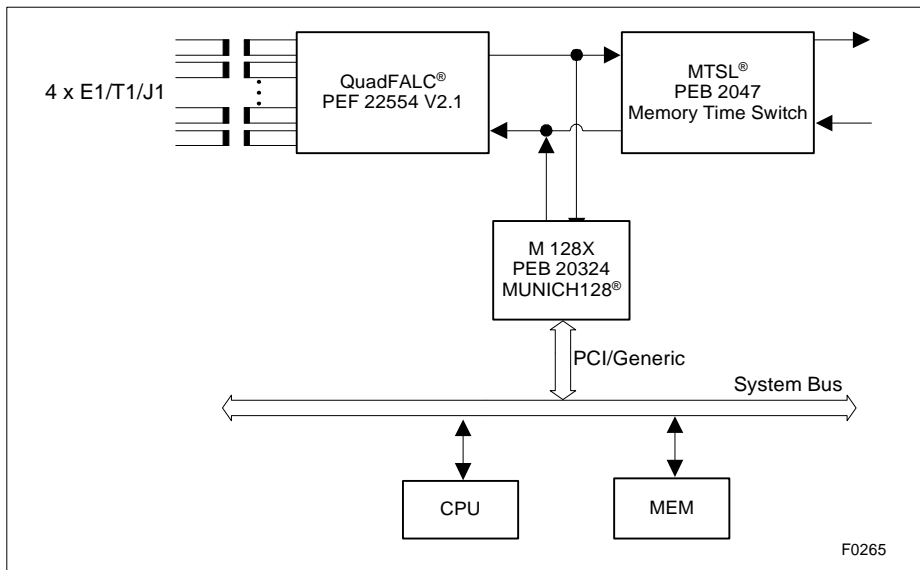 QuadFALC®
PEF 22554 V2.1
MTSL®
PEB 2047
Memory Time Switch
4 x E1/T1/J1
M 128X
PEB 20324
MUNICH128®
PCI/Generic
System Bus
CPU
MEM
F0265